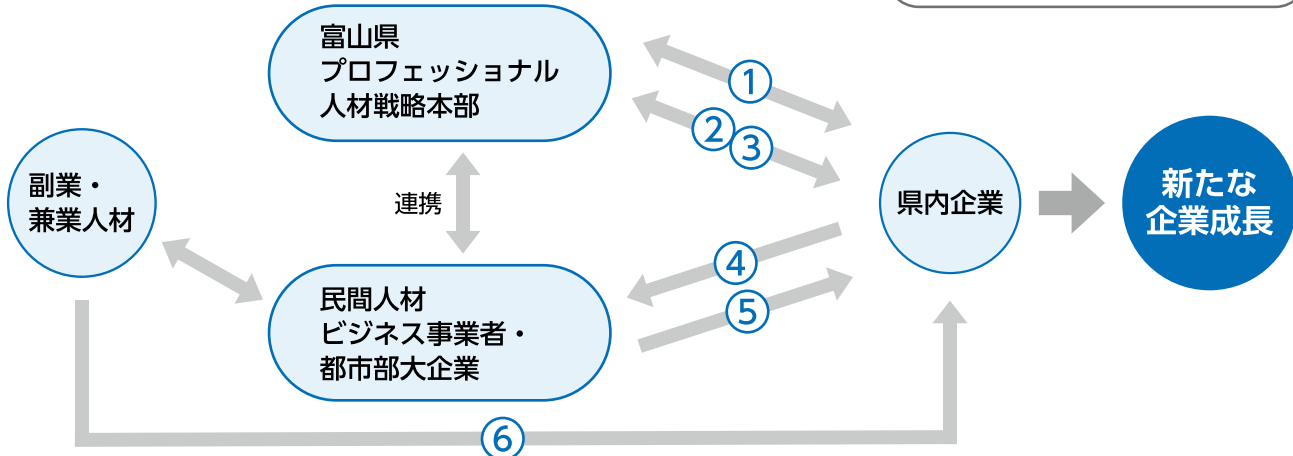 富山県
プロフェッショナル
人材戦略本部
①
②
③
副業・
兼業人材
連携
県内企業
新たな
企業成長
④
⑤
民間人材
ビジネス事業者・
都市部大企業
⑥